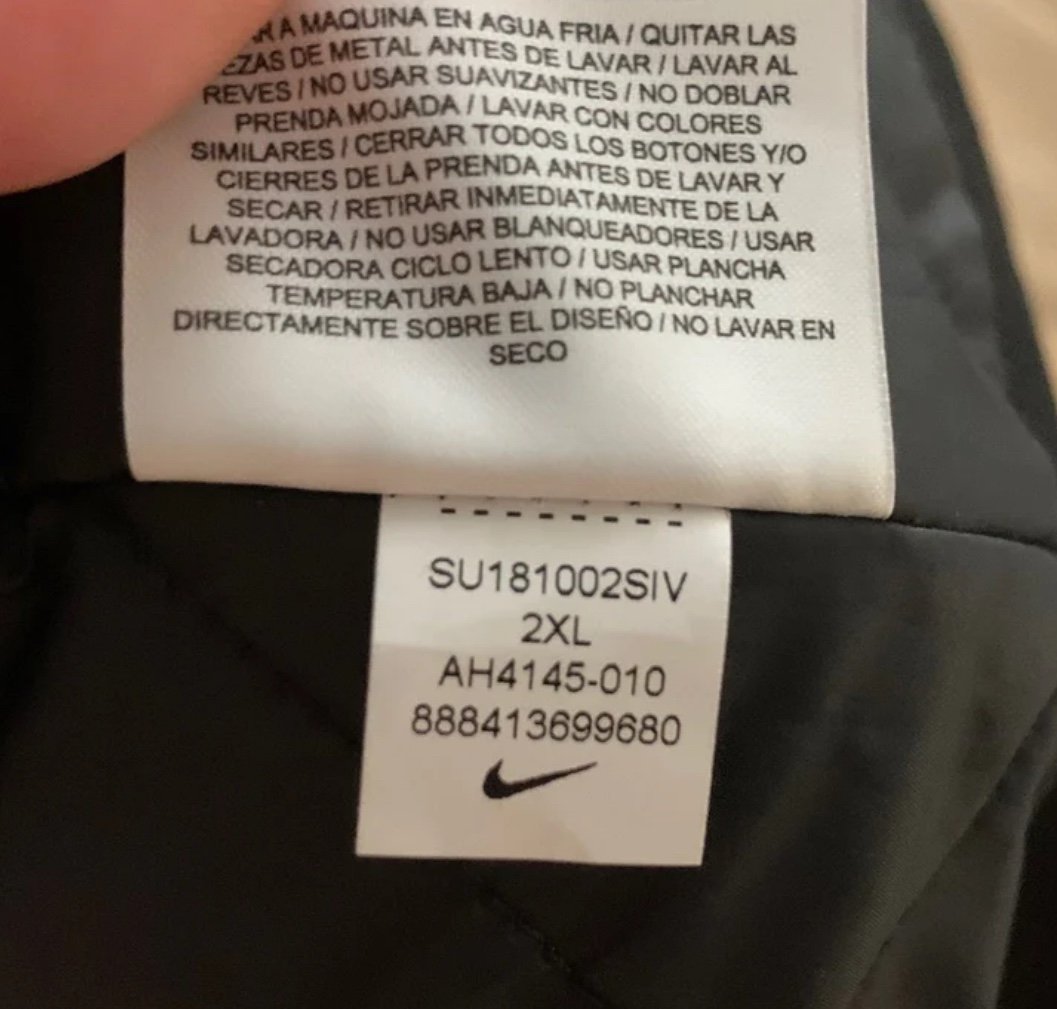 A MAQUINA EN AGUA FRIA / QUITAR LAS
DE METAL ANTES DE LAVAR / LAVAR AL
REVES / NO USAR SUAVIZANTES / NO DOBLAR
PRENDA MOJADA / LAVAR CON COLORES
SIMILARES / CERRAR TODOS LOS BOTONES Y/O
CIERRES DE LA PRENDA ANTES DE LAVAR Y
SECAR / RETIRAR INMEDIATAMENTE DE LA
LAVADORA / NO USAR BLANQUEADORES / USAR
SECADORA CICLO LENTO / USAR PLANCHA
TEMPERATURA BAJA / NO PLANCHAR
DIRECTAMENTE SOBRE EL DISEÑO / NO LAVAR EN
SECO
SU181002SIV
2XL
AH4145-010
888413699680